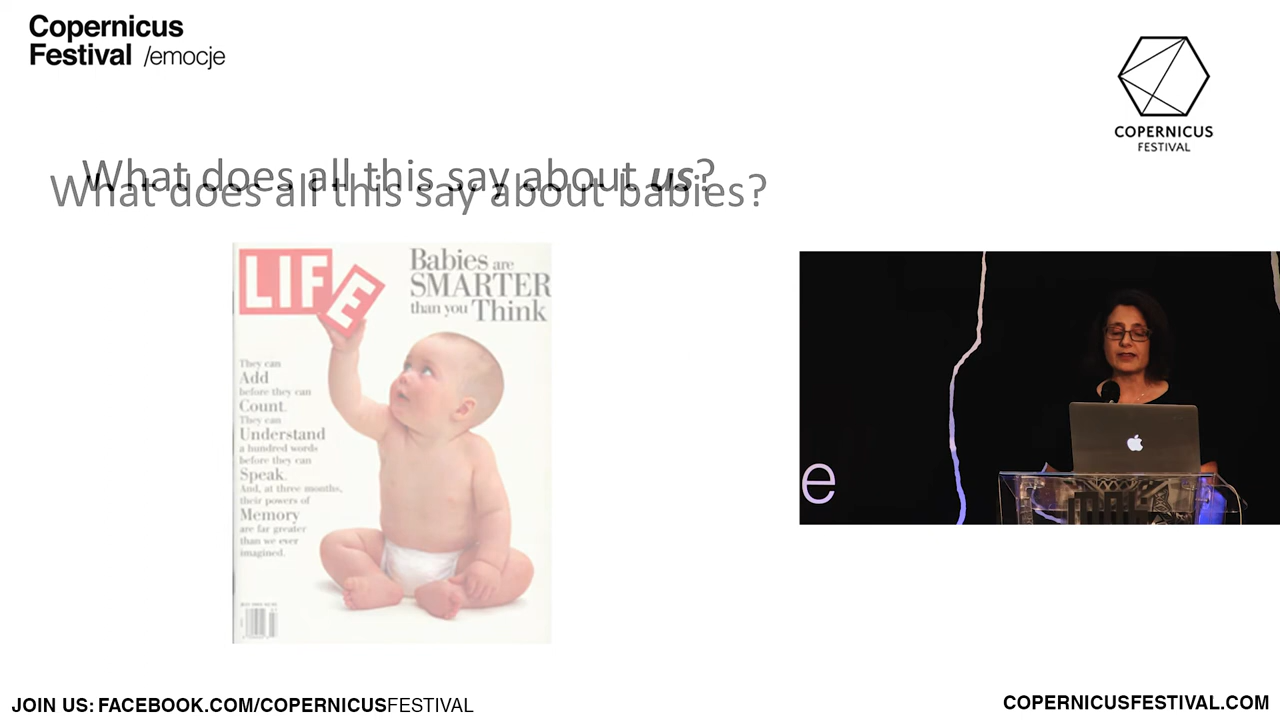 Copernicus
Festival /emocje
COPERNICUS
FESTIVAL
What does all this say about us?
What does all this say about babies?
LIFE
Babies are
SMARTER
than you Think
They can
Add
before they can
Count.
They can
Understand
a hundred words
before they can
Speak.
And, at three months,
their powers of
Memory
are far greater
than we ever
imagined.
e
JOIN US: FACEBOOK.COM/COPERNICUSFESTIVAL
COPERNICUSFESTIVAL.COM